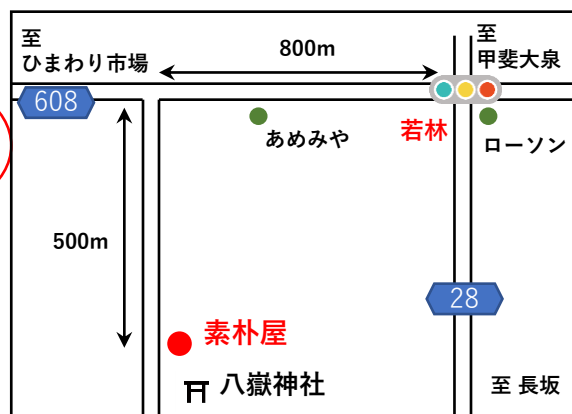 至
ひまわり市場
800m
至
甲斐大泉
608
あめみや
若林
ローソン
500m
28
素朴屋
八嶽神社
至 長坂